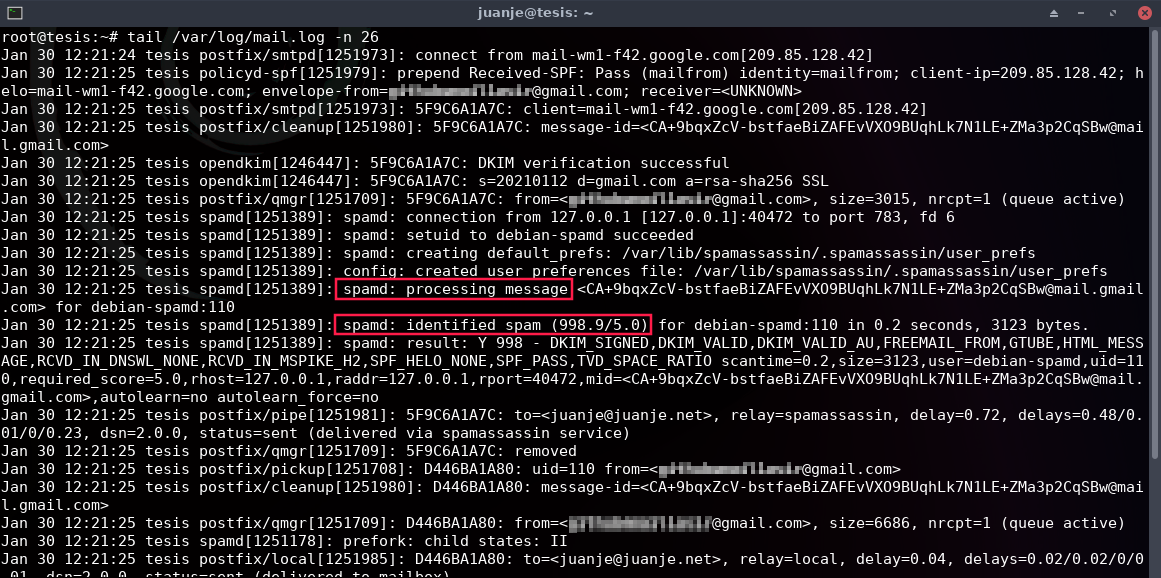 juanje@tesis: ~
root@tesis:~# tail /var/log/mail.log -n 26
Jan 30 12:21:24 tesis postfix/smtpd[1251973]: connect from mail-wm1-f42.google.com[209.85.128.42]
Jan 30 12:21:25 tesis policyd-spf[1251979]: prepend Received-SPF: Pass (mailfrom) identity=mailfrom; client-ip=209.85.128.42; h
elo=mail-wm1-f42.google.com; envelope-from=@gmail.com; receiver=<UNKNOWN>
Jan 30 12:21:25 tesis postfix/smtpd[1251973]: 5F9C6A1A7C: client=mail-wm1-f42.google.com[209.85.128.42]
Jan 30 12:21:25 tesis postfix/cleanup[1251980]: 5F9C6A1A7C: message-id=<CA+9bqxZcV-bstfaeBiZAFEvVXO9BUqhLk7N1LE+ZMa3p2CqSBw@mai
l.gmail.com>
Jan 30 12:21:25 tesis opendkim[1246447]: 5F9C6A1A7C: DKIM verification successful
Jan 30 12:21:25 tesis opendkim[1246447]: 5F9C6A1A7C: s=20210112 d=gmail.com a=rsa-sha256 SSL
Jan 30 12:21:25 tesis postfix/qmgr[1251709]: 5F9C6A1A7C: from=<@gmail.com>, size=3015, nrcpt=1 (queue active)
Jan 30 12:21:25 tesis spamd[1251389]: spamd: connection from 127.0.0.1 [127.0.0.1]:40472 to port 783, fd 6
Jan 30 12:21:25 tesis spamd[1251389]: spamd: setuid to debian-spamd succeeded
Jan 30 12:21:25 tesis spamd[1251389]: spamd: creating default_prefs: /var/lib/spamassassin/.spamassassin/user_prefs
Jan 30 12:21:25 tesis spamd[1251389]: config: created user preferences file: /var/lib/spamassassin/.spamassassin/user_prefs
Jan 30 12:21:25 tesis spamd[1251389]: spamd: processing message <CA+9bqxZcV-bstfaeBiZAFEvVXO9BUqhLk7N1LE+ZMa3p2CqSBw@mail.gmail
.com> for debian-spamd:110
Jan 30 12:21:25 tesis spamd[1251389]: spamd: identified spam (998.9/5.0) for debian-spamd:110 in 0.2 seconds, 3123 bytes.
Jan 30 12:21:25 tesis spamd[1251389]: spamd: result: Y 998 - DKIM_SIGNED,DKIM_VALID,DKIM_VALID_AU,FREEMAIL_FROM,GTUBE,HTML_MESS
AGE,RCVD_IN_DNSWL_NONE,RCVD_IN_MSPIKE_H2,SPF_HELO_NONE,SPF_PASS,TVD_SPACE_RATIO scantime=0.2,size=3123,user=debian-spamd,uid=11
0,required_score=5.0,rhost=127.0.0.1,raddr=127.0.0.1,rport=40472,mid=<CA+9bqxZcV-bstfaeBiZAFEvVXO9BUqhLk7N1LE+ZMa3p2CqSBw@mail.
gmail.com>,autolearn=no autolearn_force=no
Jan 30 12:21:25 tesis postfix/pipe[1251981]: 5F9C6A1A7C: to=<juanje@juanje.net>, relay=spamassassin, delay=0.72, delays=0.48/0.
01/0/0.23, dsn=2.0.0, status=sent (delivered via spamassassin service)
Jan 30 12:21:25 tesis postfix/qmgr[1251709]: 5F9C6A1A7C: removed
Jan 30 12:21:25 tesis postfix/pickup[1251708]: D446BA1A80: uid=110 from=<@gmail.com>
Jan 30 12:21:25 tesis postfix/cleanup[1251980]: D446BA1A80: message-id=<CA+9bqxZcV-bstfaeBiZAFEvVXO9BUqhLk7N1LE+ZMa3p2CqSBw@mai
l.gmail.com>
Jan 30 12:21:25 tesis postfix/qmgr[1251709]: D446BA1A80: from=<@gmail.com>, size=6686, nrcpt=1 (queue active)
Jan 30 12:21:25 tesis spamd[1251178]: prefork: child states: II
Jan 30 12:21:25 tesis postfix/local[1251985]: D446BA1A80: to=<juanje@juanje.net>, relay=local, delay=0.04, delays=0.02/0.02/0/0
.01, dsn=2.0.0, status=sent (delivered to mailbox)